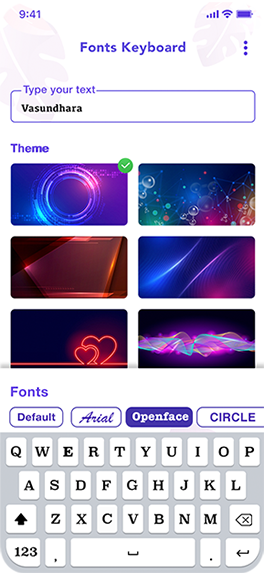 9:41
Fonts Keyboard
Type your text
Vasundhara
Theme
Fonts
Default Arial Openface CIRCLE
Q W E R T Y U I O P
A S D F G H J K L
Z X C V B N M
123 , .